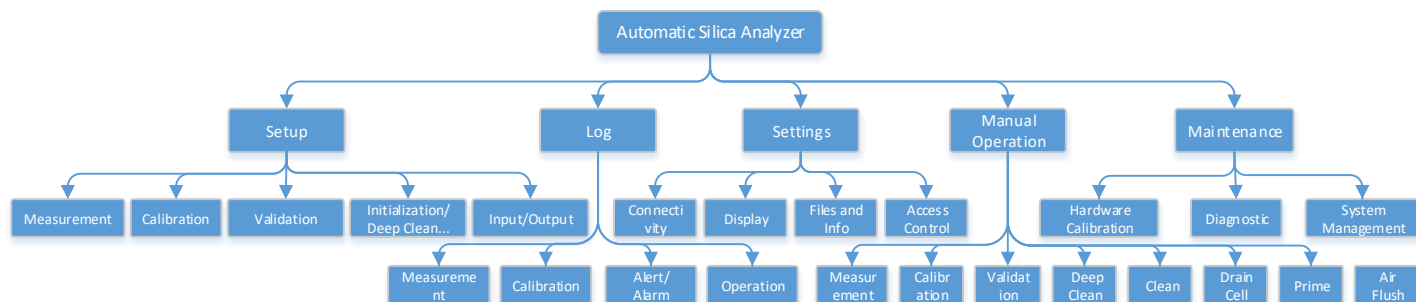 Automatic Silica Analyzer
Setup
Log
Settings
Manual
Operation
Maintenance
Measurement
Calibration
Validation
Initialization/
Deep Clean...
Input/Output
Connecti
vity
Display
Files and
Info
Access
Control
Hardware
Calibration
Diagnostic
System
Management
Measureme
nt
Calibration
Alert/
Alarm
Operation
Measur
ement
Calibr
ation
Validat
ion
Deep
Clean
Clean
Drain
Cell
Prime
Air
Flush